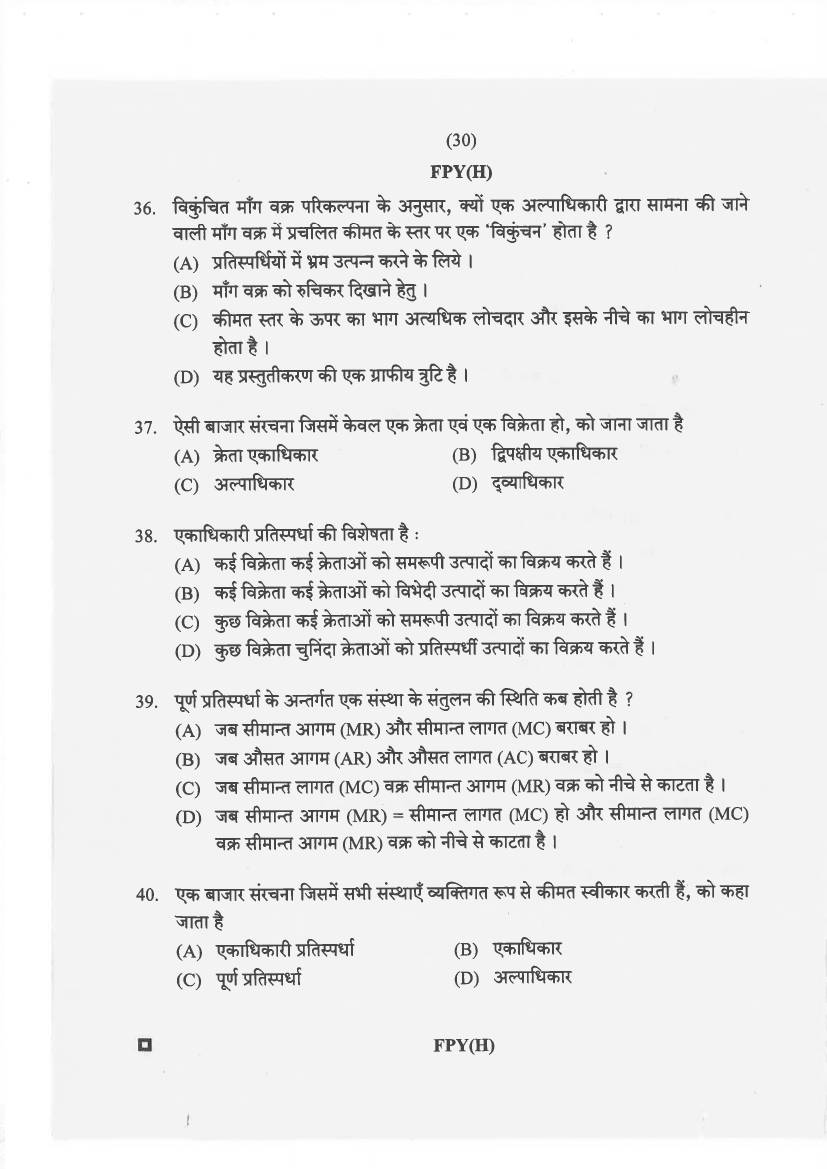 (30)
FPY(H)
36. विकुंचित माँग वक्र परिकल्पना के अनुसार, क्यों एक अल्पाधिकारी द्वारा सामना की जाने
वाली माँग वक्र में प्रचलित कीमत के स्तर पर एक ‘विकुंचन’ होता है ?
(A) प्रतिस्पर्धियों में भ्रम उत्पन्न करने के लिये ।
(B) माँग वक्र को रुचिकर दिखाने हेतु ।
(C) कीमत स्तर के ऊपर का भाग अत्यधिक लोचदार और इसके नीचे का भाग लोचहीन
होता है ।
(D) यह प्रस्तुतीकरण की एक ग्राफीय त्रुटि है ।
37. ऐसी बाजार संरचना जिसमें केवल एक क्रेता एवं एक विक्रेता हो, को जाना जाता है
(A) क्रेता एकाधिकार (B) द्विपक्षीय एकाधिकार
(C) अल्पाधिकार (D) द्व्याधिकार
38. एकाधिकारी प्रतिस्पर्धा की विशेषता है :
(A) कई विक्रेता कई क्रेताओं को समरूपी उत्पादों का विक्रय करते हैं ।
(B) कई विक्रेता कई क्रेताओं को विभेदी उत्पादों का विक्रय करते हैं ।
(C) कुछ विक्रेता कई क्रेताओं को समरूपी उत्पादों का विक्रय करते हैं ।
(D) कुछ विक्रेता चुनिंदा क्रेताओं को प्रतिस्पर्धी उत्पादों का विक्रय करते हैं ।
39. पूर्ण प्रतिस्पर्धा के अन्तर्गत एक संस्था के संतुलन की स्थिति कब होती है ?
(A) जब सीमान्त आगम (MR) और सीमान्त लागत (MC) बराबर हो ।
(B) जब औसत आगम (AR) और औसत लागत (AC) बराबर हो ।
(C) जब सीमान्त लागत (MC) वक्र सीमान्त आगम (MR) वक्र को नीचे से काटता है ।
(D) जब सीमान्त आगम (MR) = सीमान्त लागत (MC) हो और सीमान्त लागत (MC)
वक्र सीमान्त आगम (MR) वक्र को नीचे से काटता है ।
40. एक बाजार संरचना जिसमें सभी संस्थाएँ व्यक्तिगत रूप से कीमत स्वीकार करती हैं, को कहा
जाता है
(A) एकाधिकारी प्रतिस्पर्धा (B) एकाधिकार
(C) पूर्ण प्रतिस्पर्धा (D) अल्पाधिकार
FPY(H)